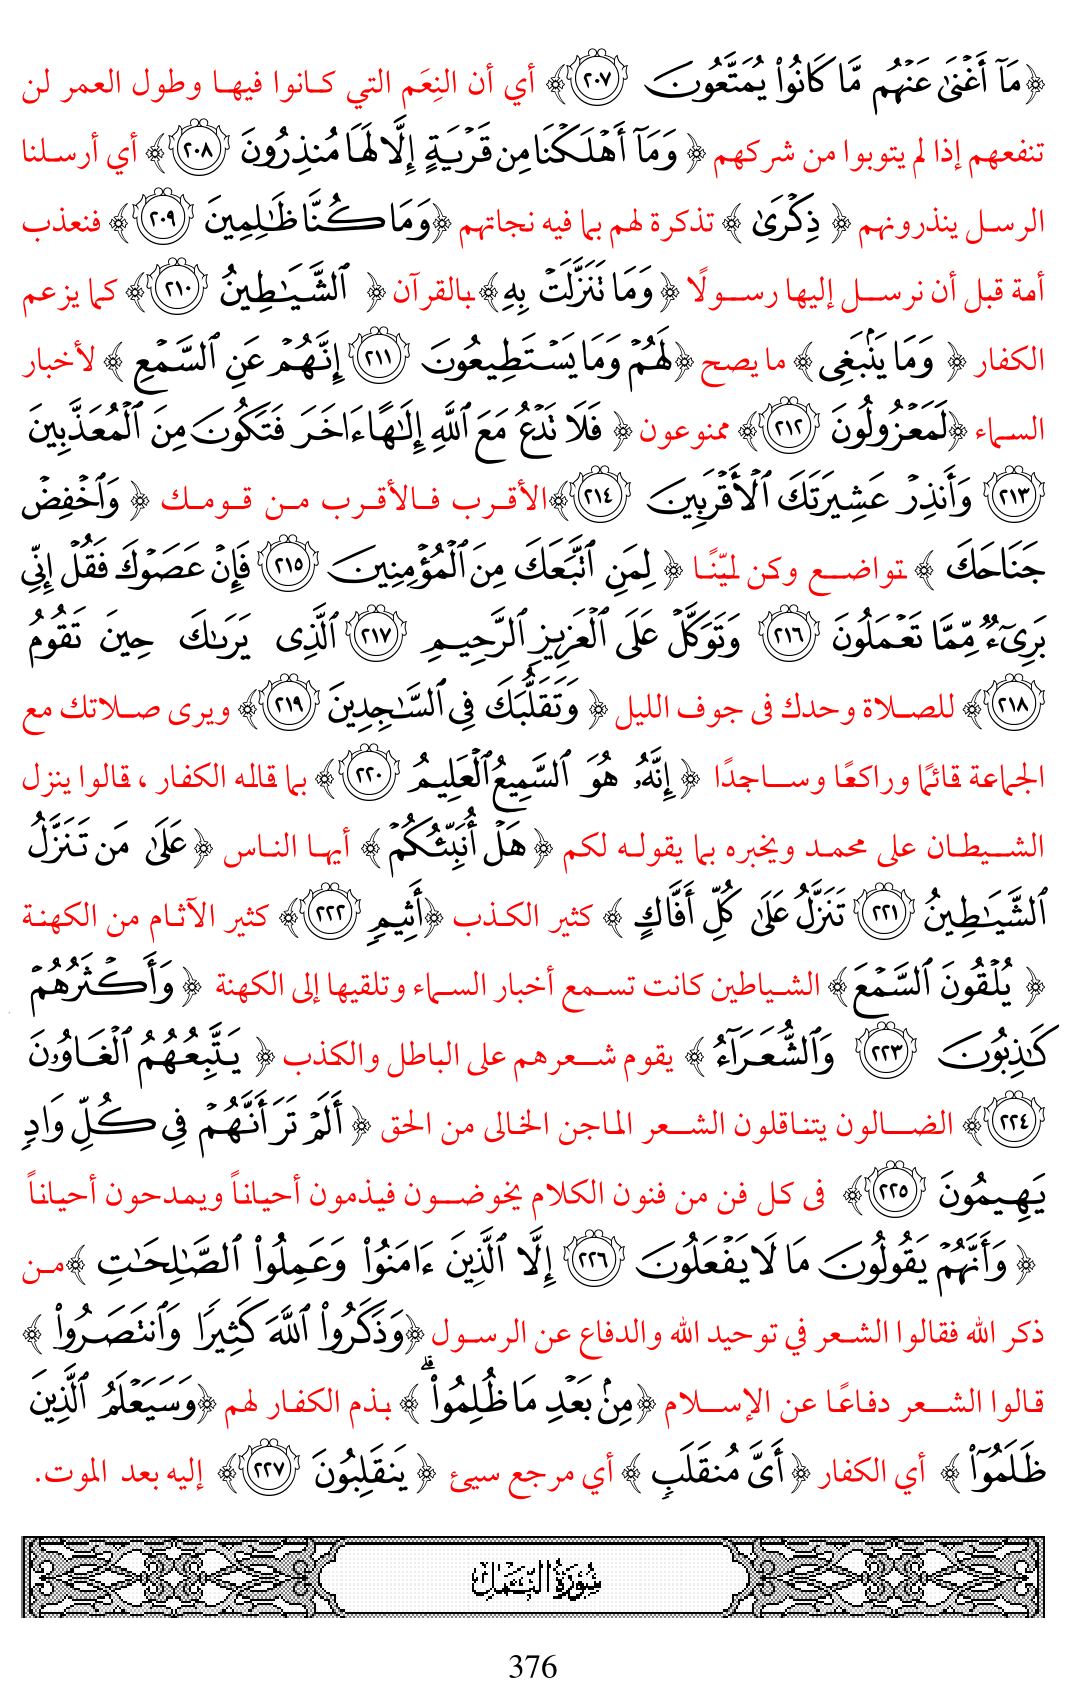 ﴿مَآ أَغْنَىٰ عَنْهُم مَّا كَانُوا۟ يُمَتَّعُونَ ٢٠٧﴾ أي أن النِعَم التي كانوا فيها وطول العمر لن
تنفعهم إذا لم يتوبوا من شركهم ﴿وَمَآ أَهْلَكْنَا مِن قَرْيَةٍ إِلَّا لَهَا مُنذِرُونَ ٢٠٨﴾ أي أرسلنا
الرسل ينذرونهم ﴿ ذِكْرَىٰ ﴾ تذكرة لهم بما فيه نجاتهم ﴿وَمَا كُنَّا ظَٰلِمِينَ ٢٠٩﴾ فنعذب
أمة قبل أن نرسل إليها رسولًا ﴿وَمَا تَنَزَّلَتْ بِهِ﴾ بالقرآن ﴿ ٱلشَّيَٰطِينُ ٢١٠﴾ كما يزعم
الكفار ﴿ وَمَا يَنۢبَغِى ﴾ ما يصح ﴿لَهُمْ وَمَا يَسْتَطِيعُونَ ٢١١ إِنَّهُمْ عَنِ ٱلسَّمْعِ ﴾ لأخبار
السماء ﴿لَمَعْزُولُونَ ٢١٢﴾ ممنوعون ﴿ فَلَا تَدْعُ مَعَ ٱللَّهِ إِلَٰهًا ءَاخَرَ فَتَكُونَ مِنَ ٱلْمُعَذَّبِينَ
٢١٣ وَأَنذِرْ عَشِيرَتَكَ ٱلْأَقْرَبِينَ ٢١٤﴾ الأقرب فالأقرب من قومك ﴿ وَٱخْفِضْ
جَنَاحَكَ ﴾ تواضع وكن ليّنًا ﴿ لِمَنِ ٱتَّبَعَكَ مِنَ ٱلْمُؤْمِنِينَ ٢١٥ فَإِنْ عَصَوْكَ فَقُلْ إِنِّى
بَرِىٓءٌ مِّمَّا تَعْمَلُونَ ٢١٦ وَتَوَكَّلْ عَلَى ٱلْعَزِيزِ ٱلرَّحِيمِ ٢١٧ ٱلَّذِى يَرَىٰكَ حِينَ تَقُومُ
٢١٨﴾ للصلاة وحدك فى جوف الليل ﴿ وَتَقَلُّبَكَ فِى ٱلسَّٰجِدِينَ ٢١٩﴾ ويرى صلاتك مع
الجماعة قائمًا وراكعًا وساجدًا ﴿ إِنَّهُۥ هُوَ ٱلسَّمِيعُ ٱلْعَلِيمُ ٢٢٠﴾ بما قاله الكفار ، قالوا ينزل
الشيطان على محمد ويخبره بما يقوله لكم ﴿هَلْ أُنَبِّئُكُمْ﴾ أيها الناس ﴿عَلَىٰ مَن تَنَزَّلُ
ٱلشَّيَٰطِينُ ٢٢١ تَنَزَّلُ عَلَىٰ كُلِّ أَفَّاكٍ ﴾ كثير الكذب ﴿أَثِيمٍ ٢٢٢﴾ كثير الآثام من الكهنة
﴿ يُلْقُونَ ٱلسَّمْعَ﴾ الشياطين كانت تسمع أخبار السماء وتلقيها إلى الكهنة ﴿ وَأَكْثَرُهُمْ
كَٰذِبُونَ ٢٢٣ وَٱلشُّعَرَآءُ ﴾ يقوم شعرهم على الباطل والكذب ﴿ يَتَّبِعُهُمُ ٱلْغَاوُۥنَ
٢٢٤﴾ الضالون يتناقلون الشعر الماجن الخالى من الحق ﴿ أَلَمْ تَرَ أَنَّهُمْ فِى كُلِّ وَادٍ
يَهِيمُونَ ٢٢٥﴾ فى كل فن من فنون الكلام يخوضون فيذمون أحياناً ويمدحون أحياناً
﴿ وَأَنَّهُمْ يَقُولُونَ مَا لَا يَفْعَلُونَ ٢٢٦ إِلَّا ٱلَّذِينَ ءَامَنُوا۟ وَعَمِلُوا۟ ٱلصَّٰلِحَٰتِ ﴾ من
ذكر الله فقالوا الشعر في توحيد الله والدفاع عن الرسول ﴿وَذَكَرُوا۟ ٱللَّهَ كَثِيرًا وَٱنتَصَرُوا۟ ﴾
قالوا الشعر دفاعًا عن الإسلام ﴿مِنۢ بَعْدِ مَا ظُلِمُوا۟ ۗ ﴾ بذم الكفار لهم ﴿وَسَيَعْلَمُ ٱلَّذِينَ
ظَلَمُوٓا۟ ﴾ أي الكفار ﴿ أَىَّ مُنقَلَبٍ ﴾ أي مرجع سيئ ﴿ يَنقَلِبُونَ ٢٢٧﴾ إليه بعد الموت.
سُورَةُ النَّمْلِ
376